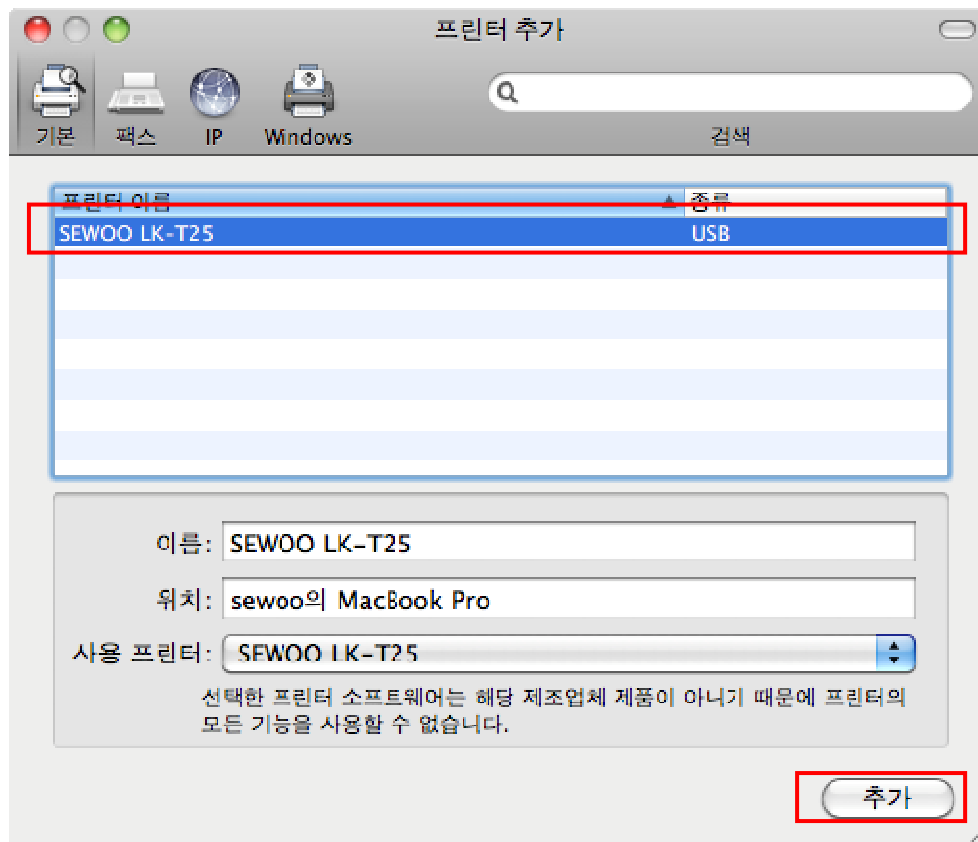 프린터 추가
기본 팩스 IP Windows 검색
프린터 이름 종류
SEWOO LK-T25 USB
이름: SEWOO LK-T25
위치: sewoo의 MacBook Pro
사용 프린터: SEWOO LK-T25
선택한 프린터 소프트웨어는 해당 제조업체 제품이 아니기 때문에 프린터의
모든 기능을 사용할 수 없습니다.
추가